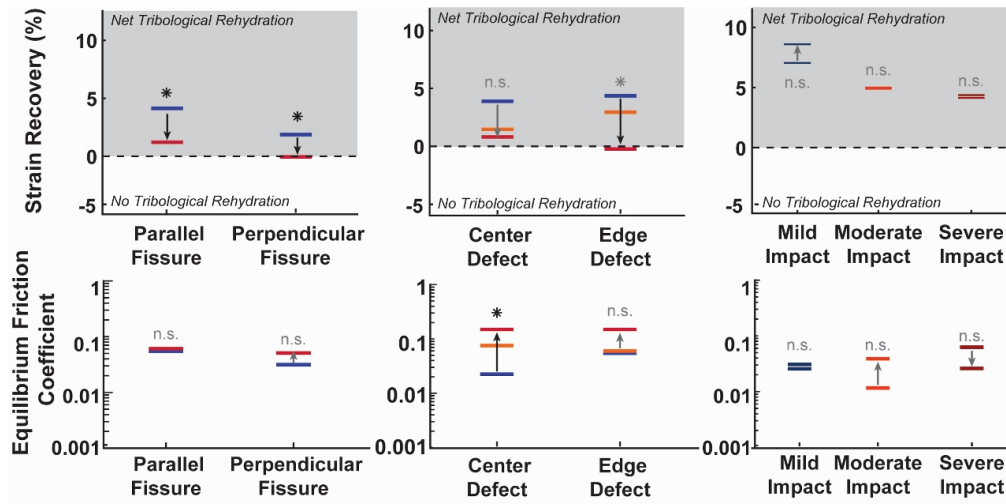 Strain Recovery (%)
10
5
0
-5
Net Tribological Rehydration
*
*
No Tribological Rehydration
Parallel
Fissure
Perpendicular
Fissure
10
5
0
-5
Net Tribological Rehydration
n.s.
*
No Tribological Rehydration
Center
Defect
Edge
Defect
10
5
0
-5
Net Tribological Rehydration
n.s.
n.s.
n.s.
No Tribological Rehydration
Mild
Impact
Moderate
Impact
Severe
Impact
Equilibrium Friction
Coefficient
1
0.1
0.01
0.001
n.s.
n.s.
Parallel
Fissure
Perpendicular
Fissure
1
0.1
0.01
0.001
*
n.s.
Center
Defect
Edge
Defect
1
0.1
0.01
0.001
n.s.
n.s.
n.s.
Mild
Impact
Moderate
Impact
Severe
Impact